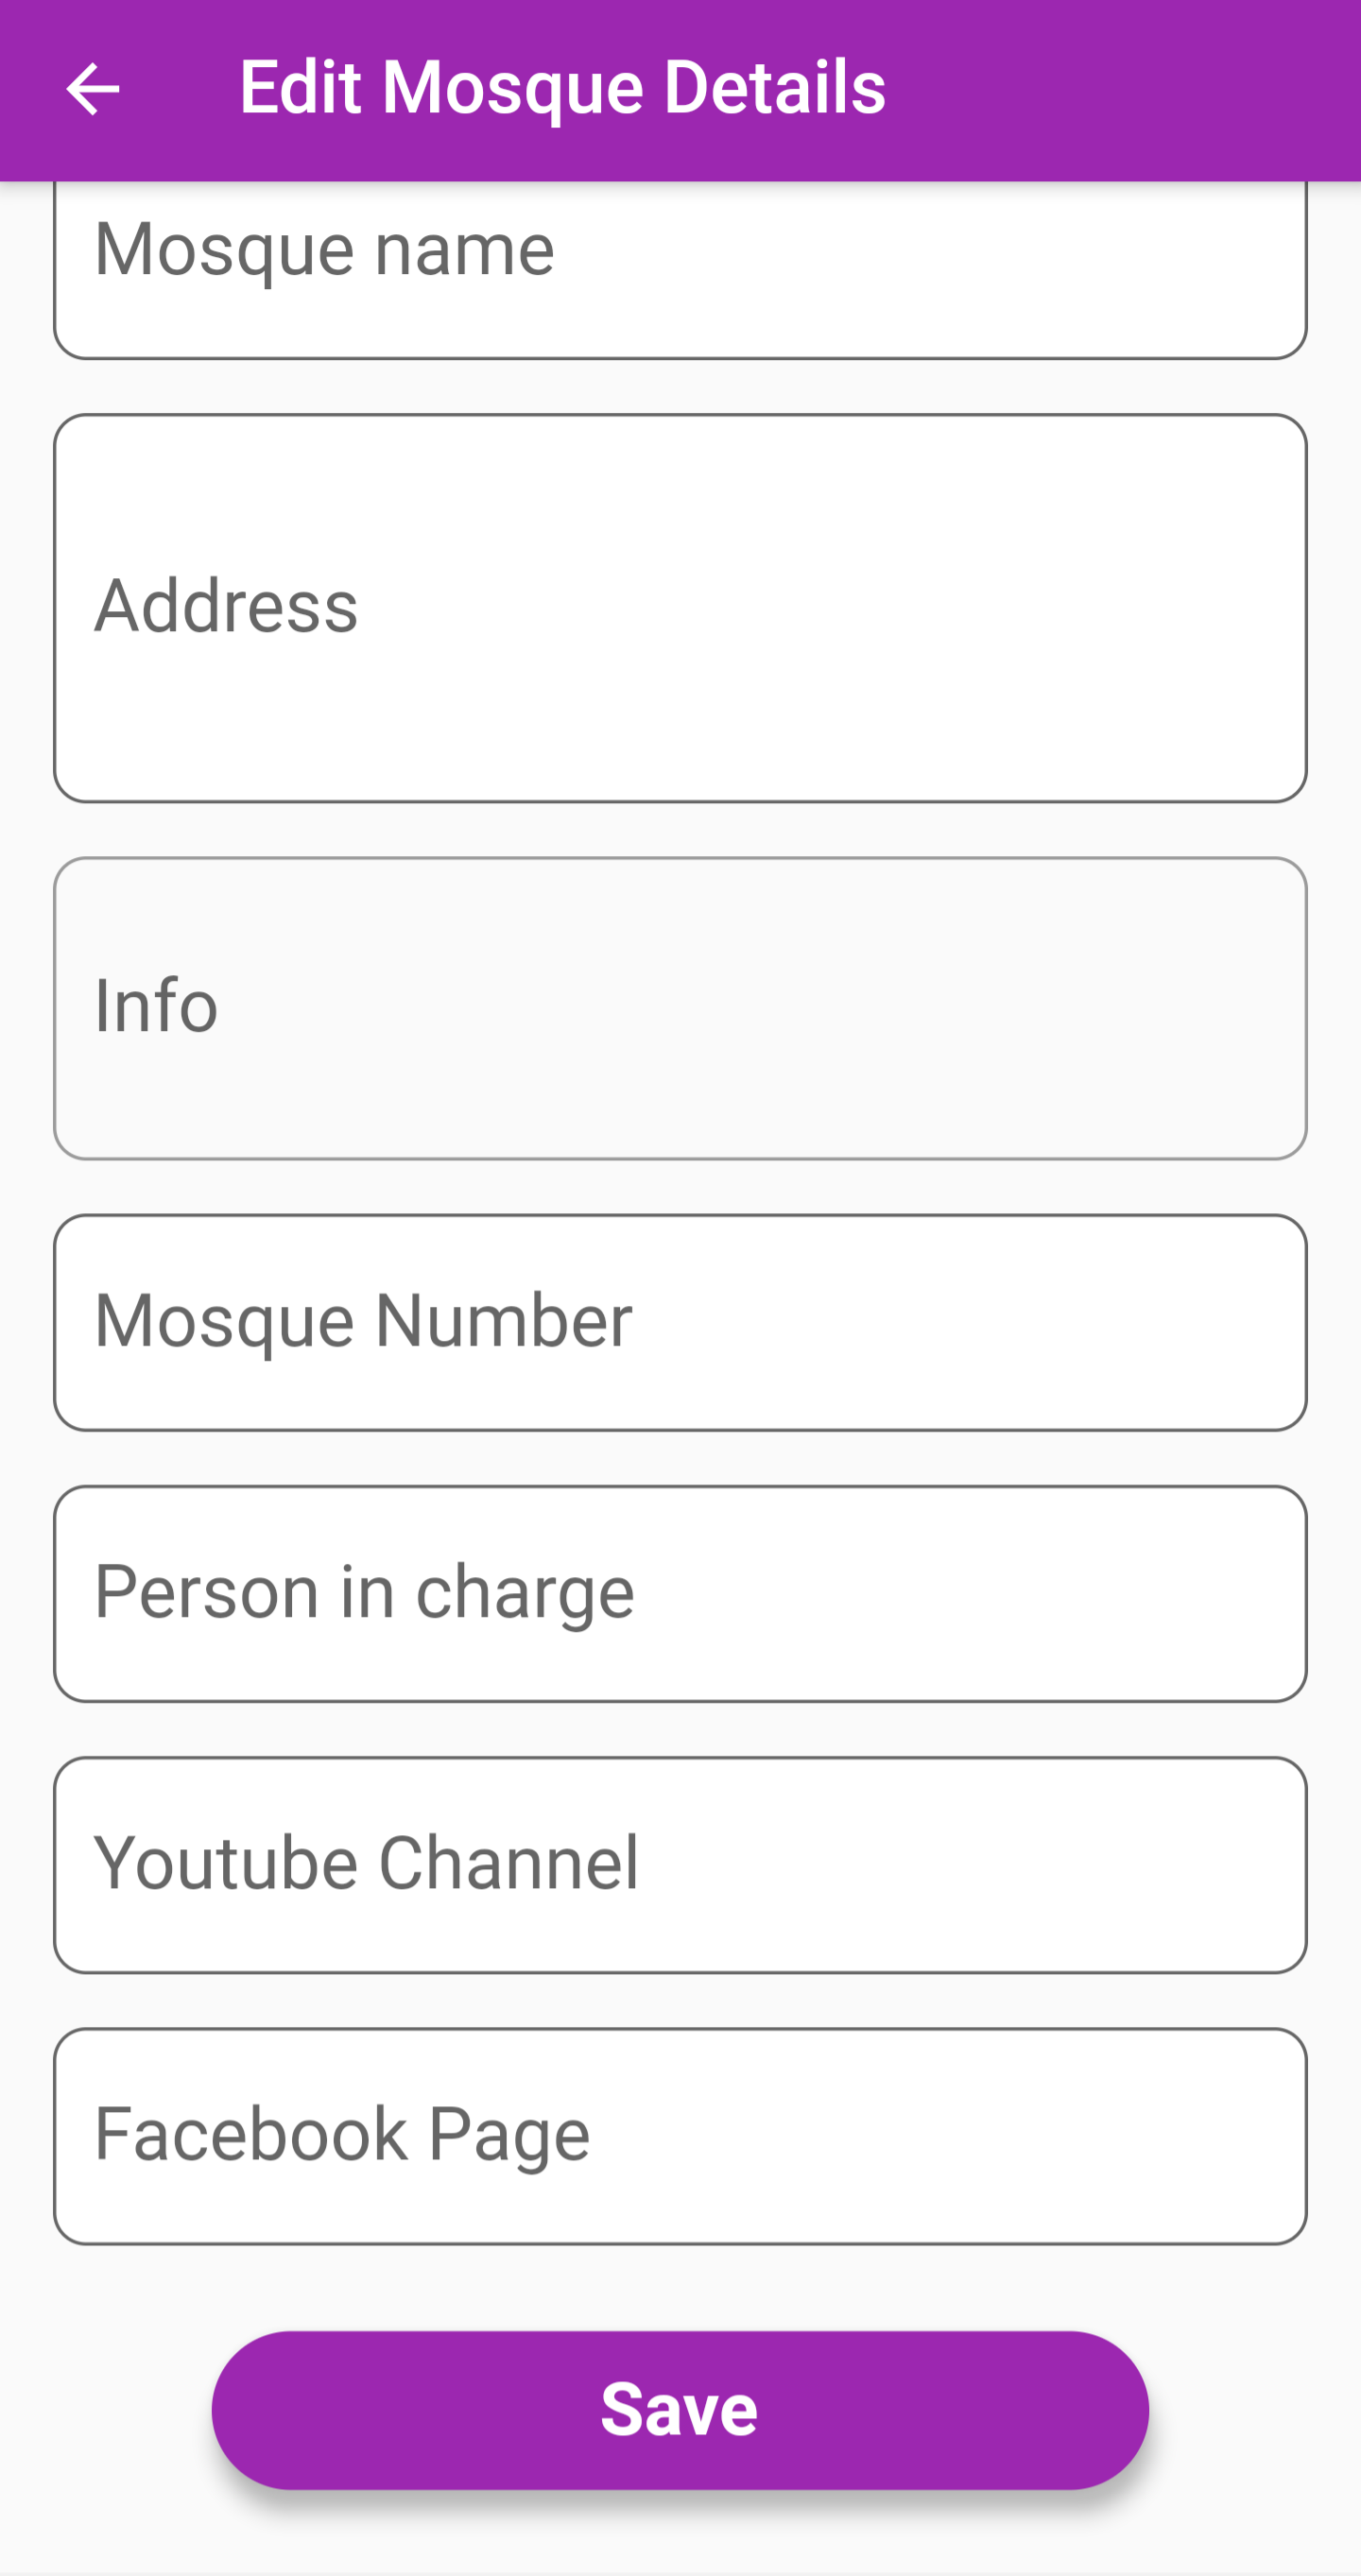 Edit Mosque Details
Mosque name
Address
Info
Mosque Number
Person in charge
Youtube Channel
Facebook Page
Save